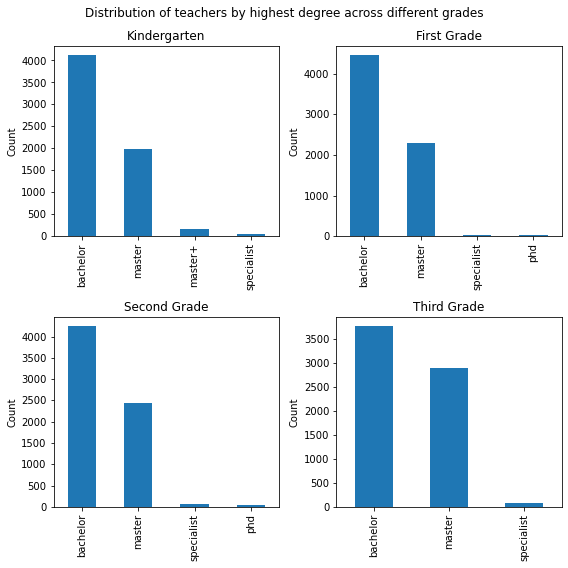 Distribution of teachers by highest degree across different grades
Kindergarten
Count
4000
3500
3000
2500
2000
1500
1000
500
0
bachelor
master
master+
specialist
First Grade
Count
4000
3000
2000
1000
0
bachelor
master
specialist
phd
Second Grade
Count
4000
3500
3000
2500
2000
1500
1000
500
0
bachelor
master
specialist
phd
Third Grade
Count
3500
3000
2500
2000
1500
1000
500
0
bachelor
master
specialist